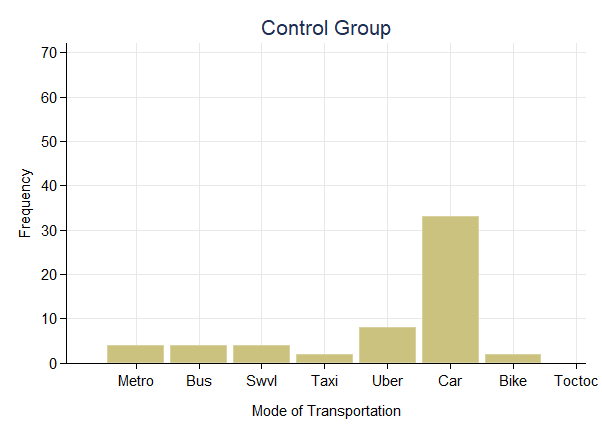 Control Group
Frequency
70
60
50
40
30
20
10
0
Metro Bus Swvl Taxi Uber Car Bike Toctoc
Mode of Transportation